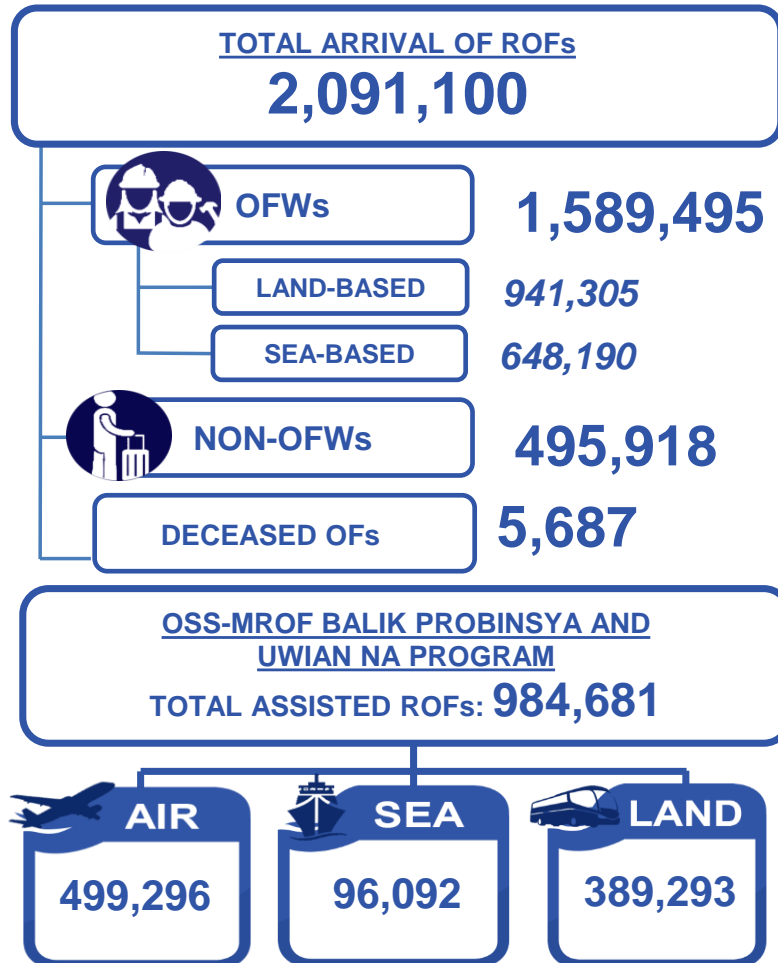 TOTAL ARRIVAL OF ROFs
2,091,100
OFWs 1,589,495
LAND-BASED 941,305
SEA-BASED 648,190
NON-OFWs 495,918
DECEASED OFs 5,687
OSS-MROF BALIK PROBINSYA AND
UWIAN NA PROGRAM
TOTAL ASSISTED ROFs: 984,681
AIR
499,296
SEA
96,092
LAND
389,293